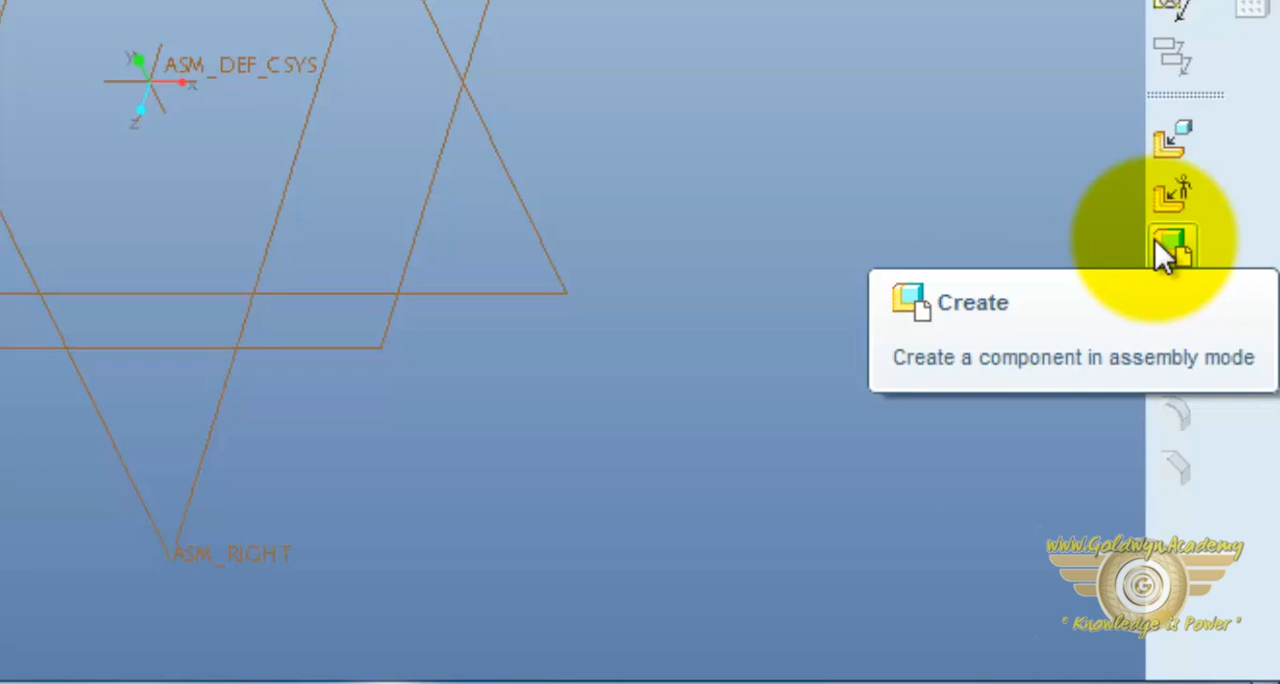 Y
ASM_DEF_CSYS
X
Z
Create
Create a component in assembly mode
ASM_RIGHT
www.GoldwynAcademy
G
" Knowledge is Power "